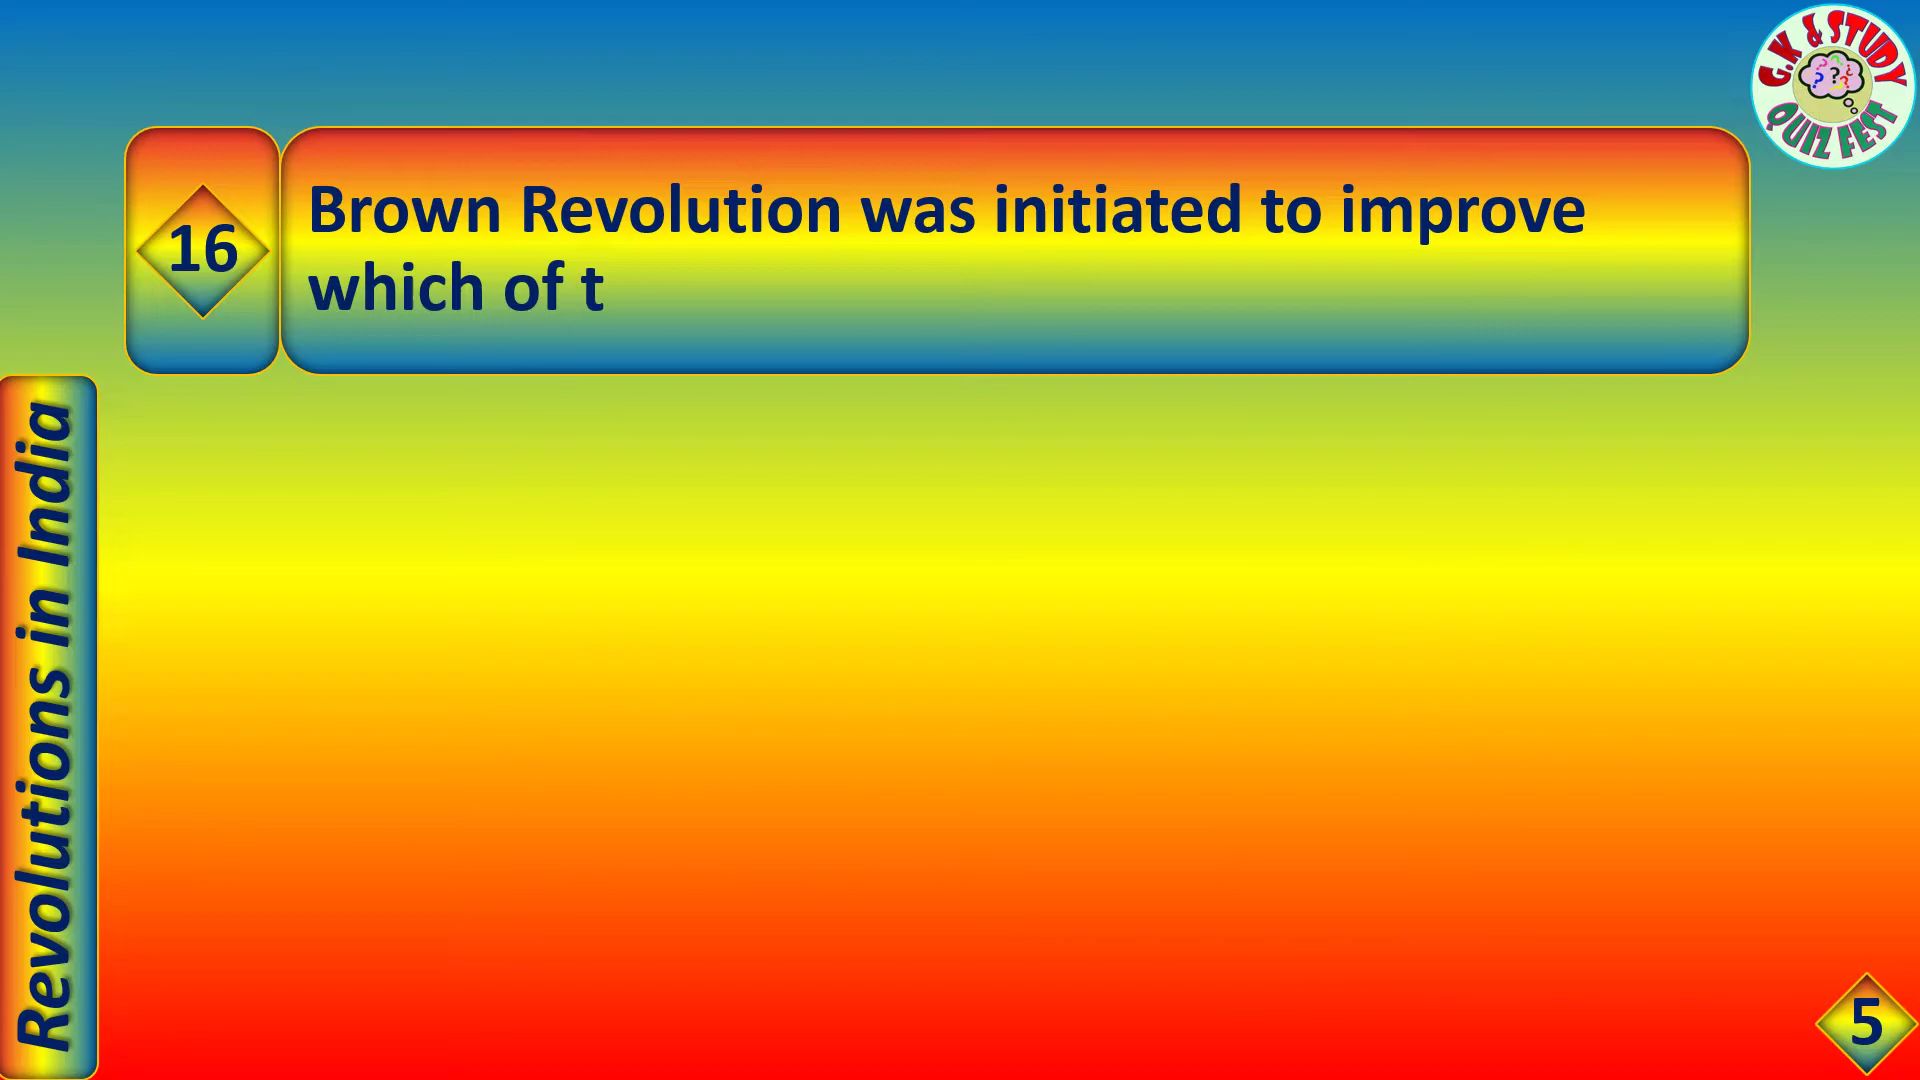 G.K & STUDY
QUIZ FEST
16
Brown Revolution was initiated to improve
which of t
Revolutions in India
5